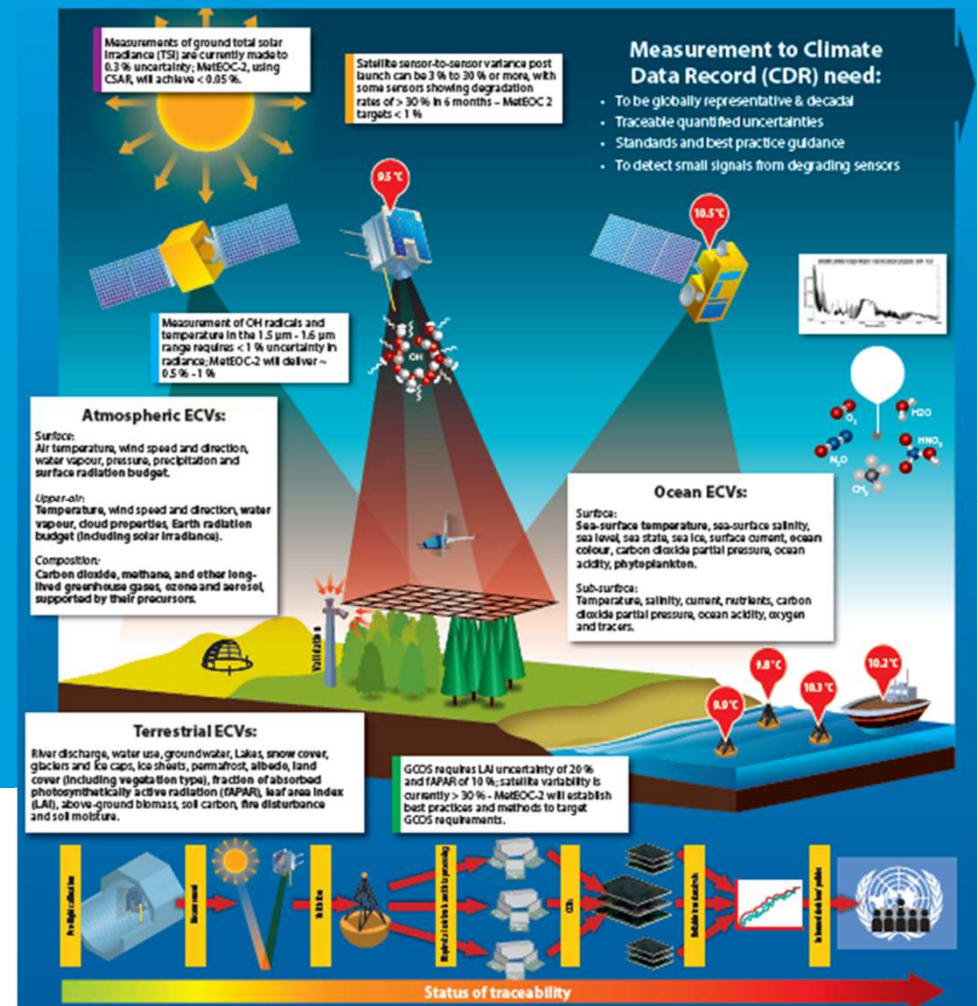 Measurements of ground total solar
irradiance (TSI) are currently made to
0.3 % uncertainty; MetEOC-2, using
CSAR, will achieve < 0.05 %.
Satellite sensor-to-sensor variance post
launch can be 3 % to 30 % or more, with
some sensors showing degradation
rates of > 30 % in 6 months – MetEOC 2
targets < 1 %
Measurement to Climate
Data Record (CDR) need:
• To be globally representative & decadal
• Traceable quantified uncertainties
• Standards and best practice guidance
• To detect small signals from degrading sensors
9.5 °C
10.5 °C
Measurement of OH radicals and
temperature in the 1.5 µm - 1.6 µm
range requires < 1 % uncertainty in
radiance; MetEOC-2 will deliver ~
0.5 % - 1 %
OH
O₃
H2O
N₂O
HNO₃
CH₄
Atmospheric ECVs:
Surface:
Air temperature, wind speed and direction,
water vapour, pressure, precipitation and
surface radiation budget.
Upper-air:
Temperature, wind speed and direction, water
vapour, cloud properties, Earth radiation
budget (including solar irradiance).
Composition:
Carbon dioxide, methane, and other long-
lived greenhouse gases, ozone and aerosol,
supported by their precursors.
Ocean ECVs:
Surface:
Sea-surface temperature, sea-surface salinity,
sea level, sea state, sea ice, surface current, ocean
colour, carbon dioxide partial pressure, ocean
acidity, phytoplankton.
Sub-surface:
Temperature, salinity, current, nutrients, carbon
dioxide partial pressure, ocean acidity, oxygen
and tracers.
Validation
9.8 °C
10.2 °C
9.9 °C
10.3 °C
Terrestrial ECVs:
River discharge, water use, groundwater, Lakes, snow cover,
glaciers and ice caps, ice sheets, permafrost, albedo, land
cover (including vegetation type), fraction of absorbed
photosynthetically active radiation (fAPAR), leaf area index
(LAI), above-ground biomass, soil carbon, fire disturbance
and soil moisture.
GCOS requires LAI uncertainty of 20 %
and fAPAR of 10 %; satellite variability is
currently > 30 % - MetEOC-2 will establish
best practices and methods to target
GCOS requirements.
Measurement
Validation
CDRs
Status of traceability